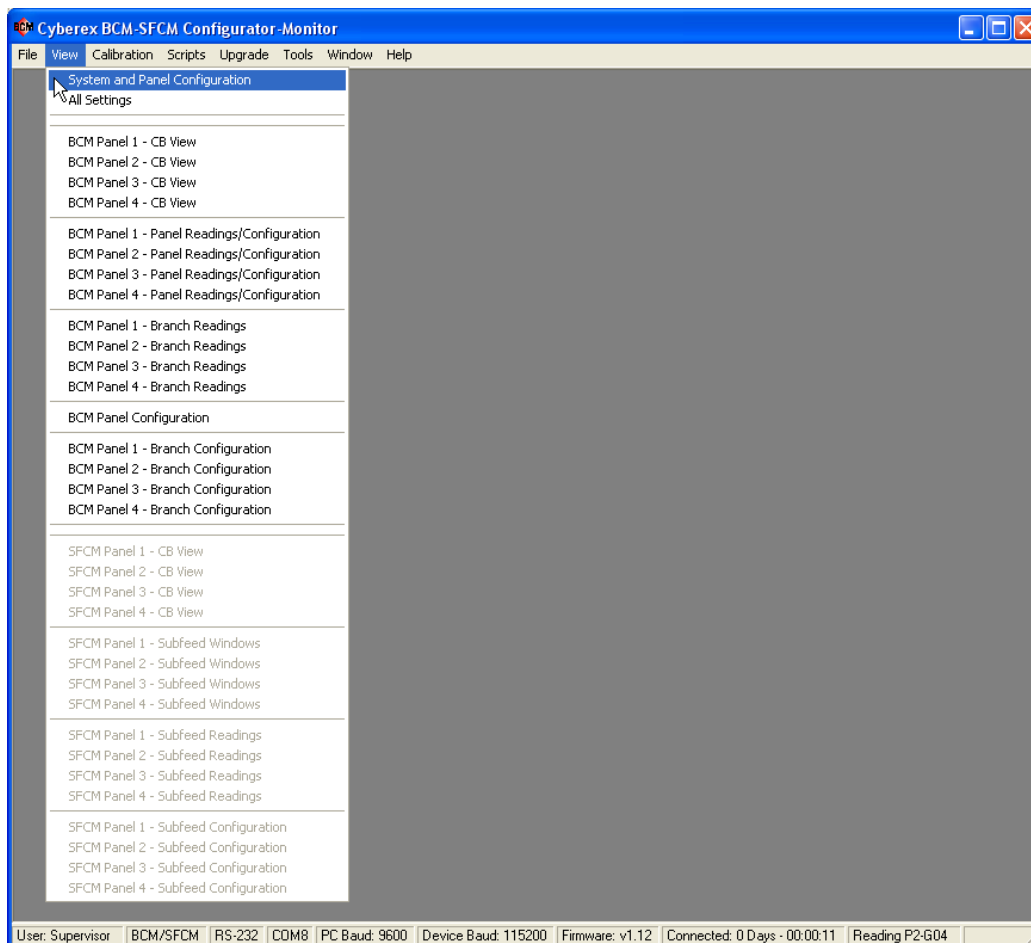 BCM Cyberex BCM-SFCM Configurator-Monitor
File View Calibration Scripts Upgrade Tools Window Help
System and Panel Configuration
All Settings
BCM Panel 1 - CB View
BCM Panel 2 - CB View
BCM Panel 3 - CB View
BCM Panel 4 - CB View
BCM Panel 1 - Panel Readings/Configuration
BCM Panel 2 - Panel Readings/Configuration
BCM Panel 3 - Panel Readings/Configuration
BCM Panel 4 - Panel Readings/Configuration
BCM Panel 1 - Branch Readings
BCM Panel 2 - Branch Readings
BCM Panel 3 - Branch Readings
BCM Panel 4 - Branch Readings
BCM Panel Configuration
BCM Panel 1 - Branch Configuration
BCM Panel 2 - Branch Configuration
BCM Panel 3 - Branch Configuration
BCM Panel 4 - Branch Configuration
SFCM Panel 1 - CB View
SFCM Panel 2 - CB View
SFCM Panel 3 - CB View
SFCM Panel 4 - CB View
SFCM Panel 1 - Subfeed Windows
SFCM Panel 2 - Subfeed Windows
SFCM Panel 3 - Subfeed Windows
SFCM Panel 4 - Subfeed Windows
SFCM Panel 1 - Subfeed Readings
SFCM Panel 2 - Subfeed Readings
SFCM Panel 3 - Subfeed Readings
SFCM Panel 4 - Subfeed Readings
SFCM Panel 1 - Subfeed Configuration
SFCM Panel 2 - Subfeed Configuration
SFCM Panel 3 - Subfeed Configuration
SFCM Panel 4 - Subfeed Configuration
User: Supervisor BCM/SFCM RS-232 COM8 PC Baud: 9600 Device Baud: 115200 Firmware: v1.12 Connected: 0 Days - 00:00:11 Reading P2-G04